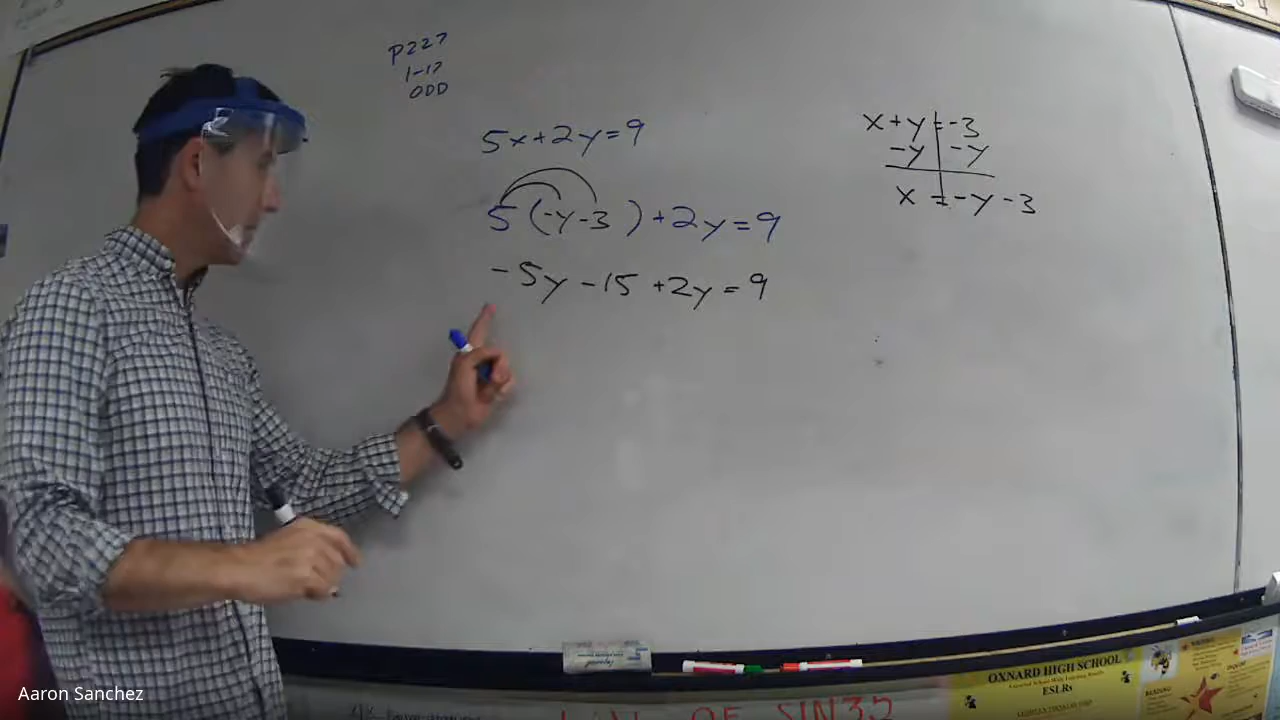 p227
1-17
ODD
5x+2y=9
5(-y-3)+2y=9
-5y-15+2y=9
x+y=-3
-y -y
x=-y-3
OXNARD HIGH SCHOOL
ESLRs
READING
Aaron Sanchez